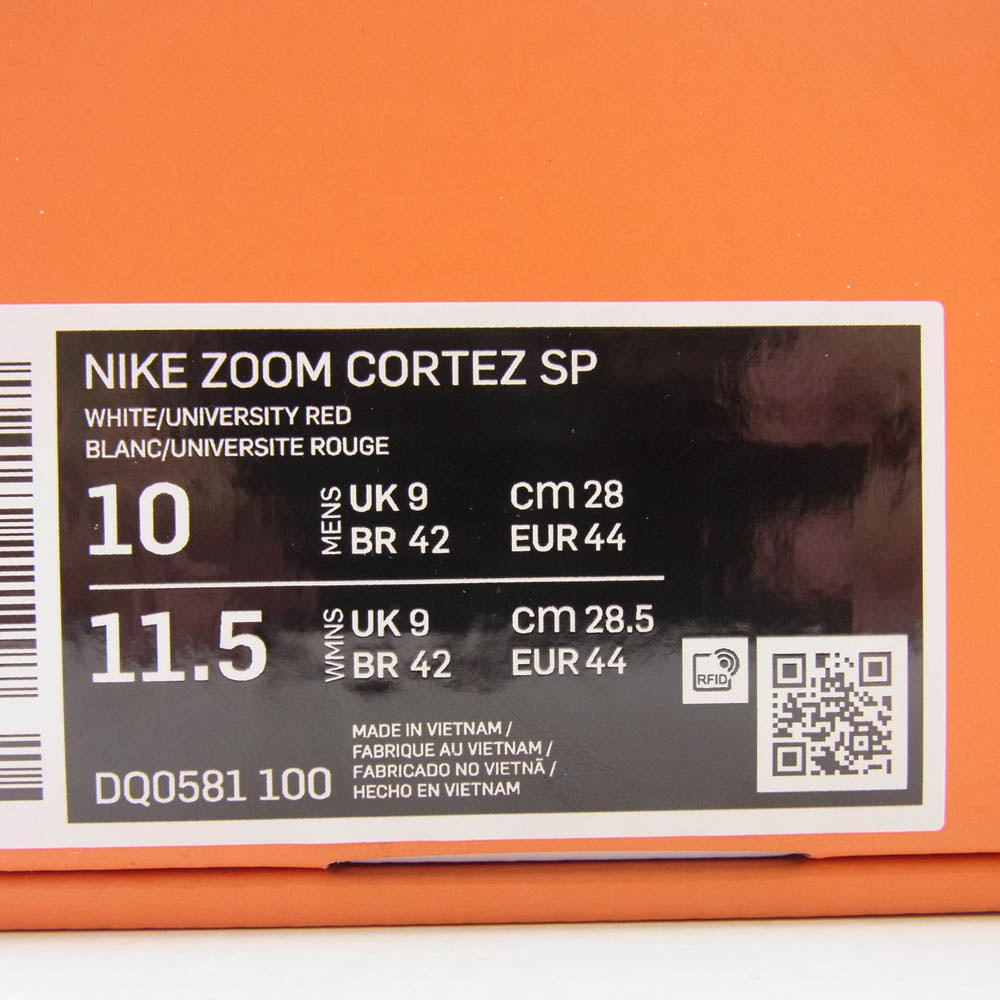 NIKE ZOOM CORTEZ SP
WHITE/UNIVERSITY RED
BLANC/UNIVERSITE ROUGE
10 MENS UK 9 cm 28
BR 42 EUR 44
11.5 WMNS UK 9 cm 28.5
BR 42 EUR 44
RFID
MADE IN VIETNAM /
FABRIQUE AU VIETNAM /
FABRICADO NO VIETNÃ /
HECHO EN VIETNAM
DQ0581 100